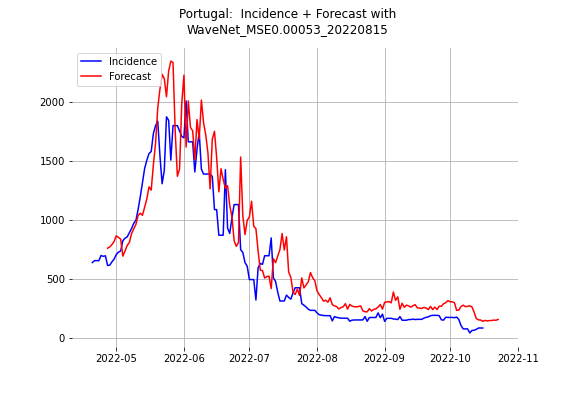 Portugal:  Incidence + Forecast with
WaveNet_MSE0.00053_20220815
Incidence
Forecast
2000
1500
1000
500
0
2022-05 2022-06 2022-07 2022-08 2022-09 2022-10 2022-11